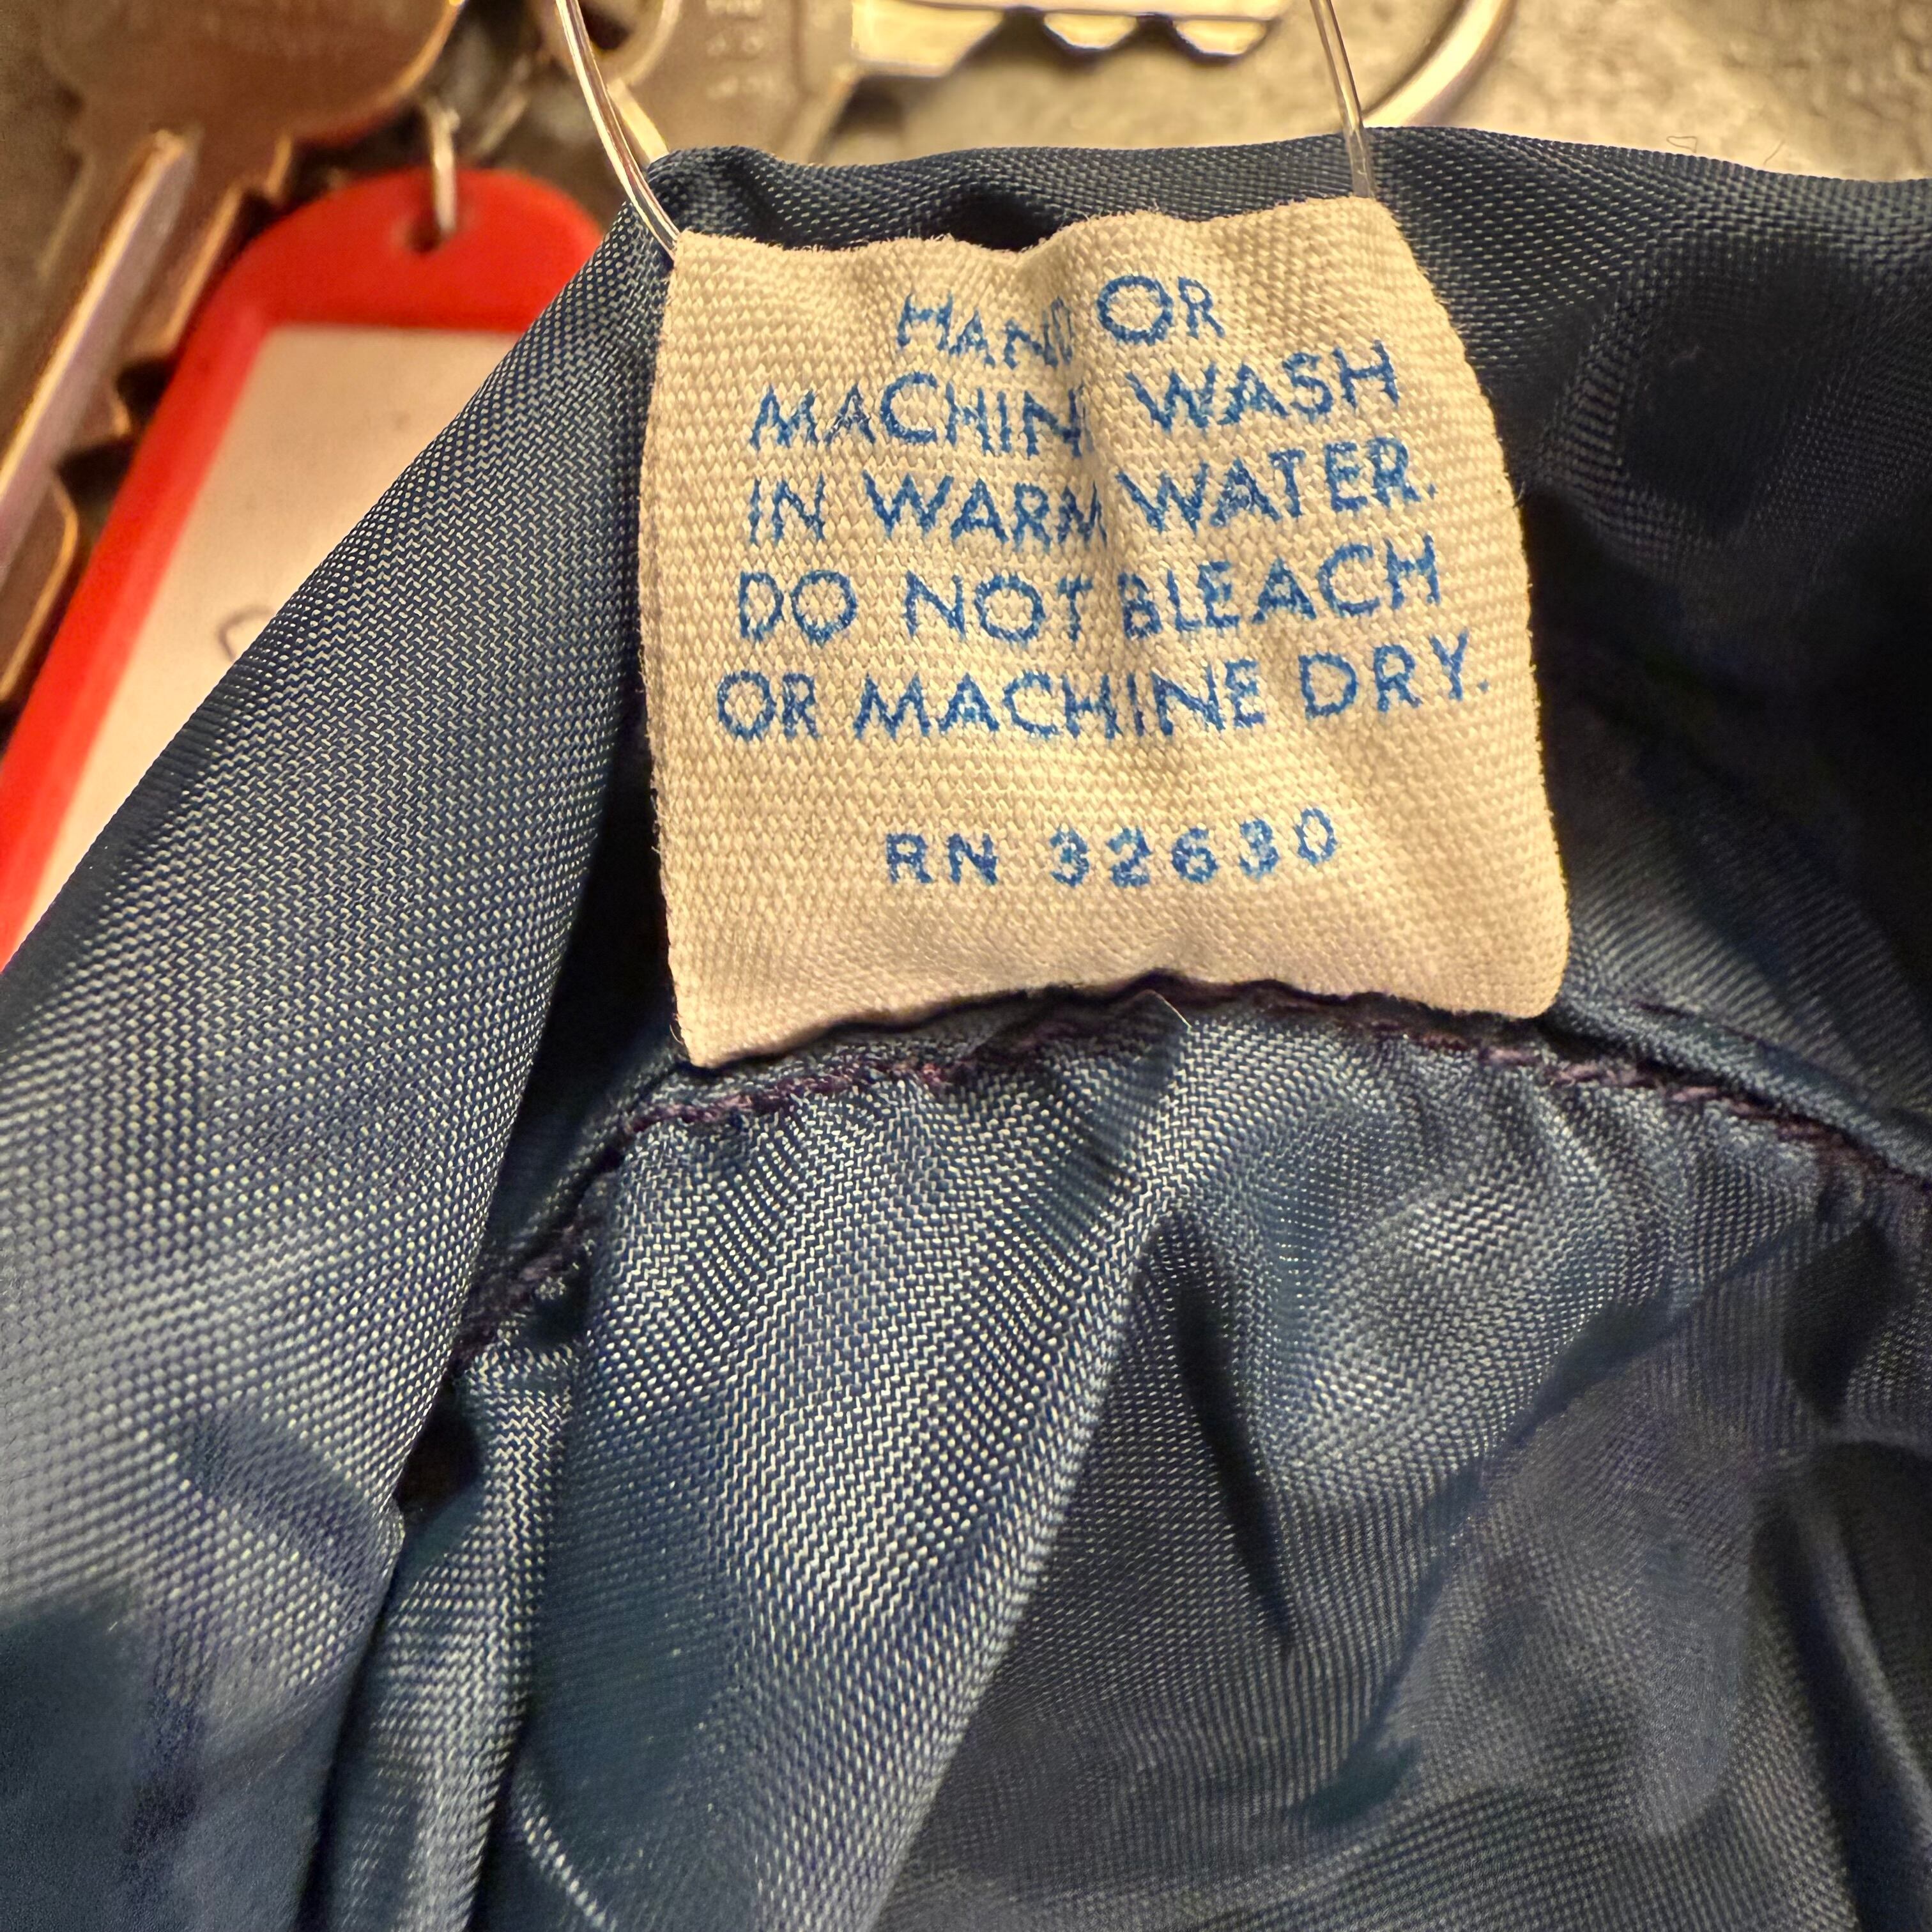 HAND OR
MACHINE WASH
IN WARM WATER.
DO NOT BLEACH
OR MACHINE DRY.
RN 32630